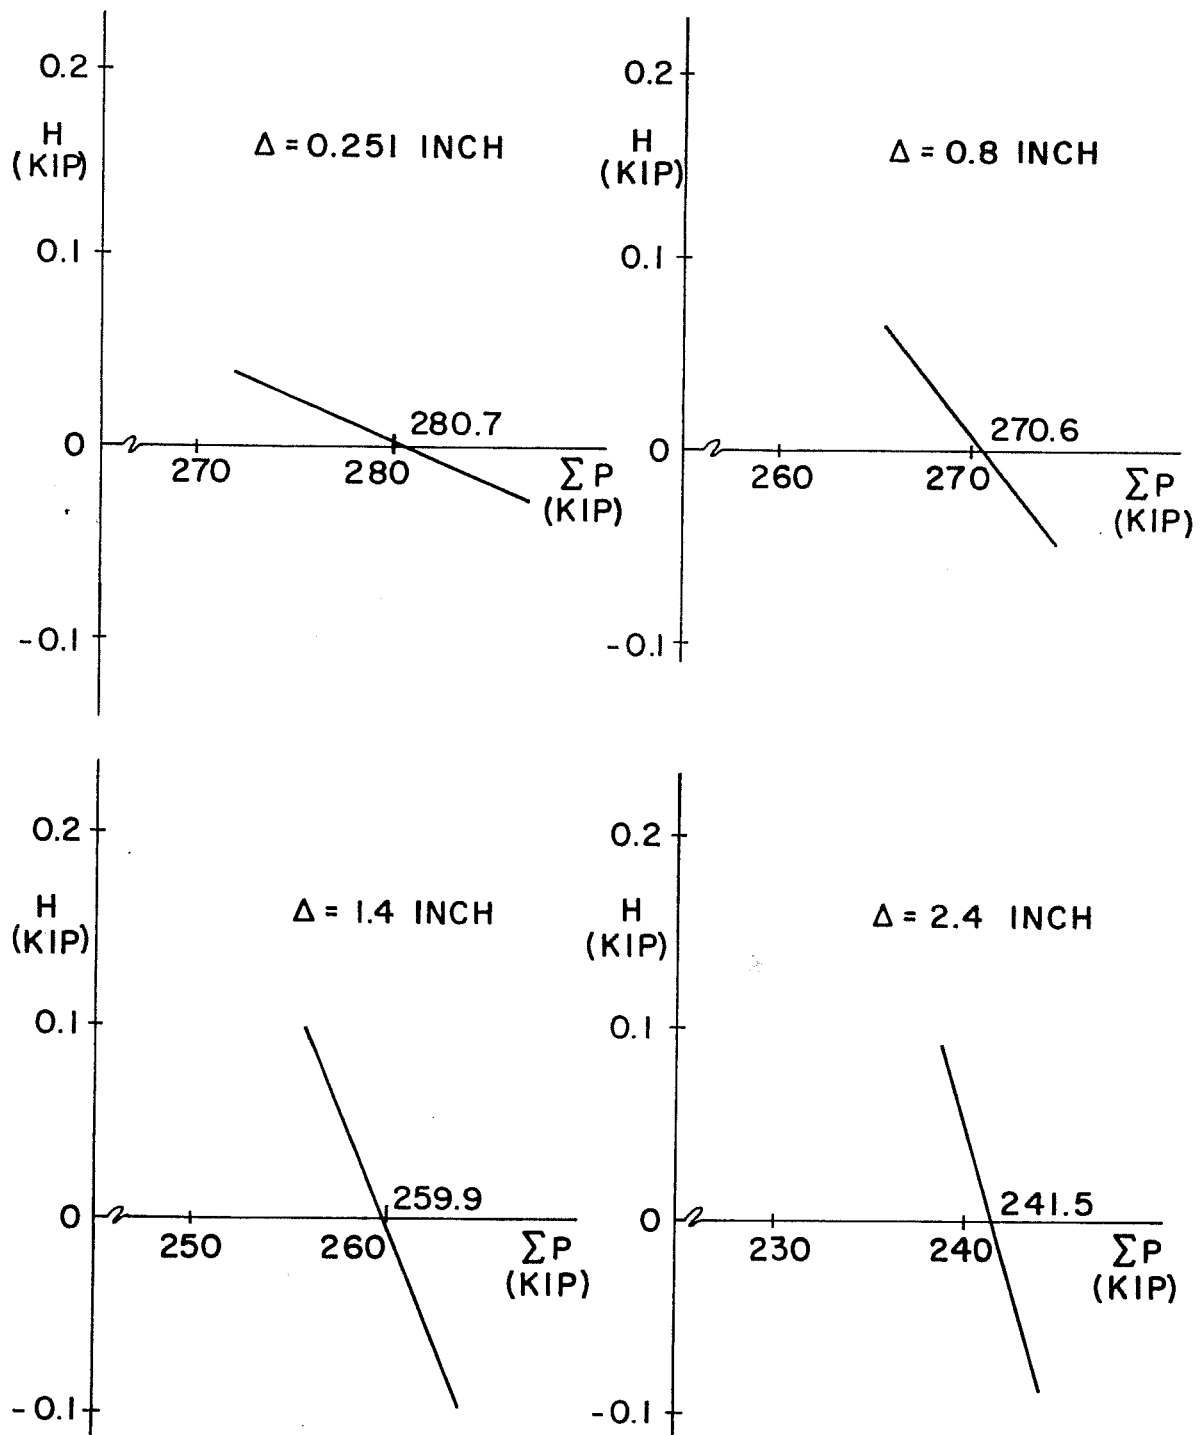 0.2
H
(KIP)
Δ = 0.251 INCH
0.1
280.7
0
270
280
ΣP
(KIP)
-0.1
0.2
H
(KIP)
Δ = 0.8 INCH
0.1
270.6
0
260
270
ΣP
(KIP)
-0.1
0.2
H
(KIP)
Δ = 1.4 INCH
0.1
259.9
0
250
260
ΣP
(KIP)
-0.1
0.2
H
(KIP)
Δ = 2.4 INCH
0.1
241.5
0
230
240
ΣP
(KIP)
-0.1